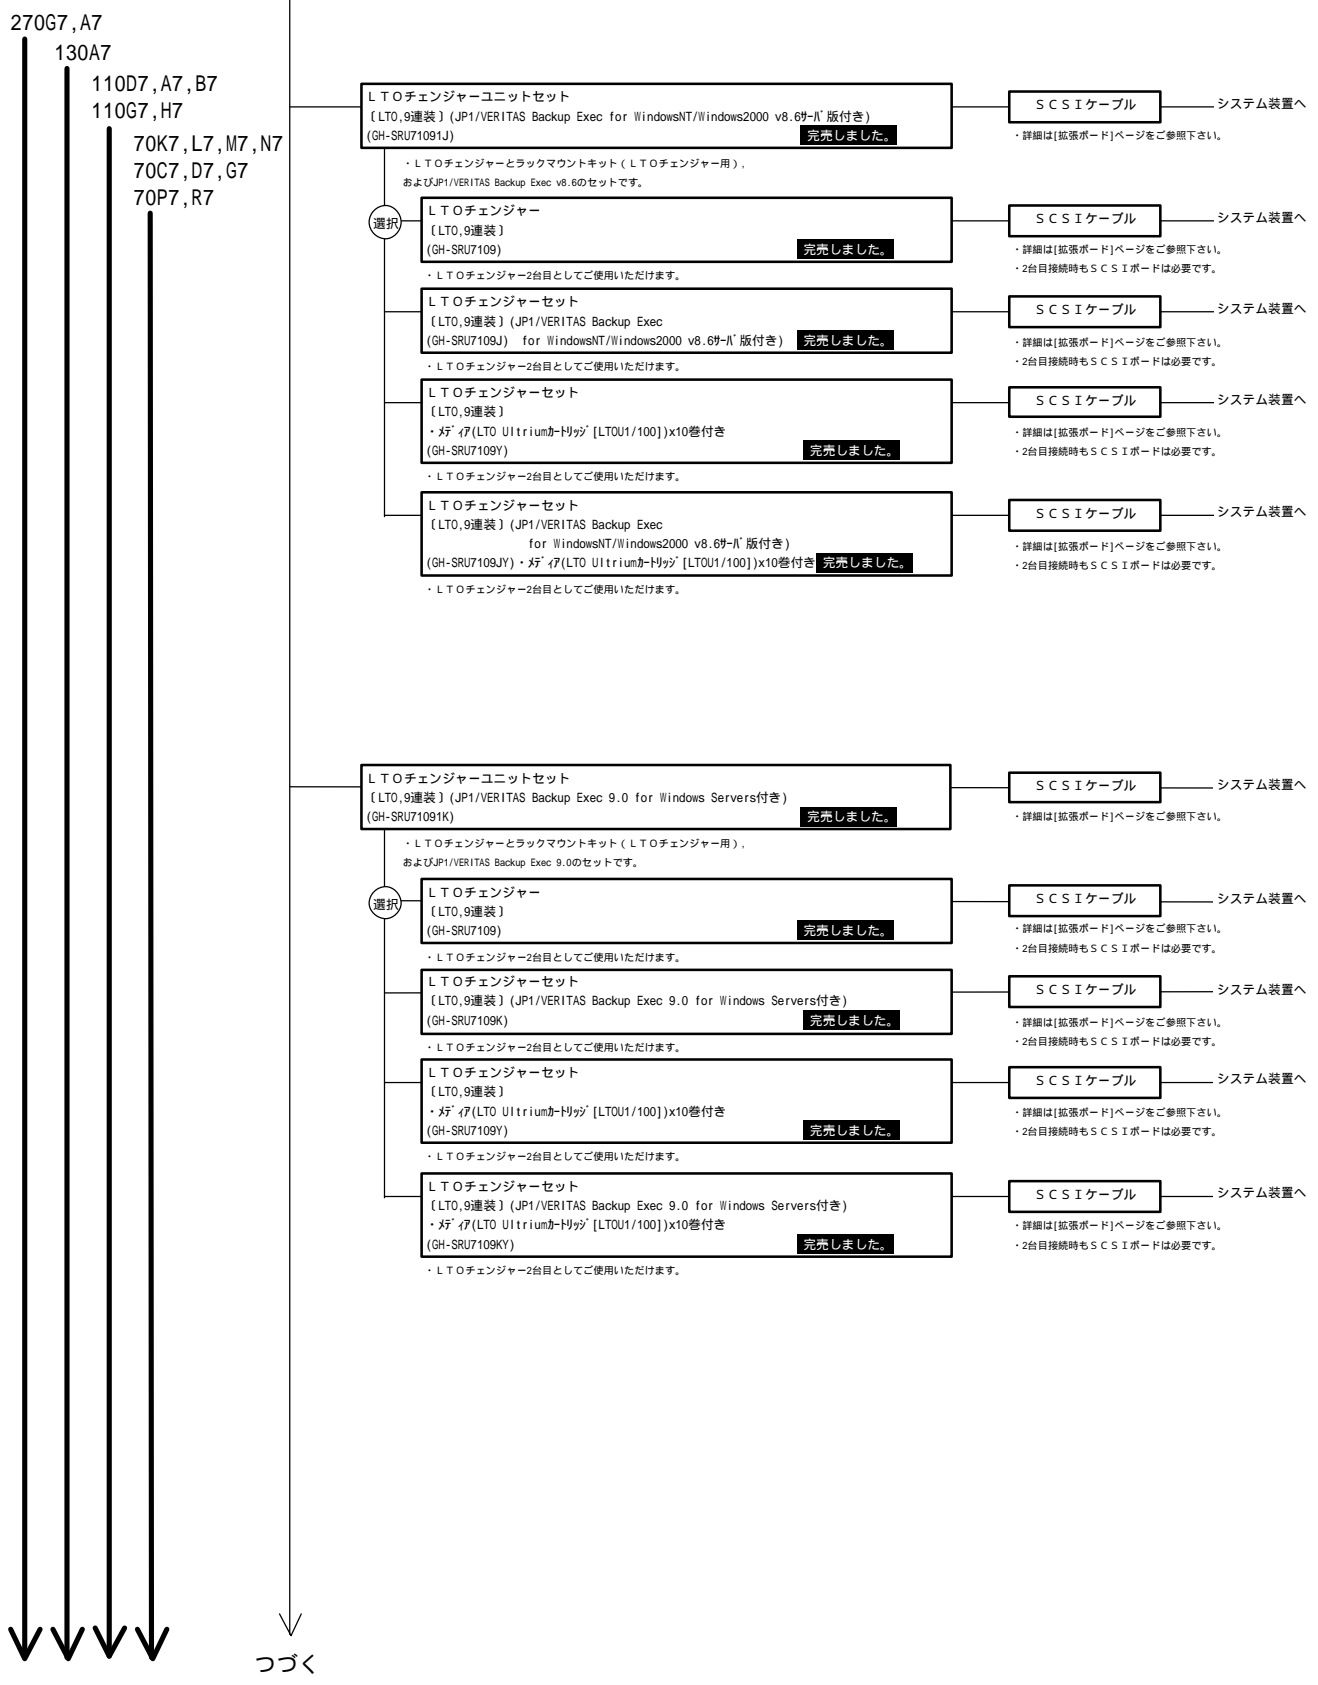 270G7,A7
130A7
110D7,A7,B7
110G7,H7
70K7,L7,M7,N7
70C7,D7,G7
70P7,R7
ＬＴＯチェンジャーユニットセット
〔LTO,9連装〕(JP1/VERITAS Backup Exec for WindowsNT/Windows2000 v8.6ｻｰﾊﾞ版付き)
(GH-SRU71091J) 完売しました。
ＳＣＳＩケーブル システム装置へ
・詳細は[拡張ボード]ページをご参照下さい。
・ＬＴＯチェンジャーとラックマウントキット（ＬＴＯチェンジャー用），
およびJP1/VERITAS Backup Exec v8.6のセットです。
選択
ＬＴＯチェンジャー
〔LTO,9連装〕
(GH-SRU7109) 完売しました。
ＳＣＳＩケーブル システム装置へ
・詳細は[拡張ボード]ページをご参照下さい。
・2台目接続時もＳＣＳＩボードは必要です。
・ＬＴＯチェンジャー2台目としてご使用いただけます。
ＬＴＯチェンジャーセット
〔LTO,9連装〕(JP1/VERITAS Backup Exec
(GH-SRU7109J) for WindowsNT/Windows2000 v8.6ｻｰﾊﾞ版付き) 完売しました。
ＳＣＳＩケーブル システム装置へ
・詳細は[拡張ボード]ページをご参照下さい。
・2台目接続時もＳＣＳＩボードは必要です。
・ＬＴＯチェンジャー2台目としてご使用いただけます。
ＬＴＯチェンジャーセット
〔LTO,9連装〕
・ﾒﾃﾞｨｱ(LTO Ultriumｶｰﾄﾘｯｼﾞ[LTOU1/100])x10巻付き
(GH-SRU7109Y) 完売しました。
ＳＣＳＩケーブル システム装置へ
・詳細は[拡張ボード]ページをご参照下さい。
・2台目接続時もＳＣＳＩボードは必要です。
・ＬＴＯチェンジャー2台目としてご使用いただけます。
ＬＴＯチェンジャーセット
〔LTO,9連装〕(JP1/VERITAS Backup Exec
for WindowsNT/Windows2000 v8.6ｻｰﾊﾞ版付き)
(GH-SRU7109JY)・ﾒﾃﾞｨｱ(LTO Ultriumｶｰﾄﾘｯｼﾞ[LTOU1/100])x10巻付き 完売しました。
ＳＣＳＩケーブル システム装置へ
・詳細は[拡張ボード]ページをご参照下さい。
・2台目接続時もＳＣＳＩボードは必要です。
・ＬＴＯチェンジャー2台目としてご使用いただけます。
ＬＴＯチェンジャーユニットセット
〔LTO,9連装〕(JP1/VERITAS Backup Exec 9.0 for Windows Servers付き)
(GH-SRU71091K) 完売しました。
ＳＣＳＩケーブル システム装置へ
・詳細は[拡張ボード]ページをご参照下さい。
・ＬＴＯチェンジャーとラックマウントキット（ＬＴＯチェンジャー用），
およびJP1/VERITAS Backup Exec 9.0のセットです。
選択
ＬＴＯチェンジャー
〔LTO,9連装〕
(GH-SRU7109) 完売しました。
ＳＣＳＩケーブル システム装置へ
・詳細は[拡張ボード]ページをご参照下さい。
・2台目接続時もＳＣＳＩボードは必要です。
・ＬＴＯチェンジャー2台目としてご使用いただけます。
ＬＴＯチェンジャーセット
〔LTO,9連装〕(JP1/VERITAS Backup Exec 9.0 for Windows Servers付き)
(GH-SRU7109K) 完売しました。
ＳＣＳＩケーブル システム装置へ
・詳細は[拡張ボード]ページをご参照下さい。
・2台目接続時もＳＣＳＩボードは必要です。
・ＬＴＯチェンジャー2台目としてご使用いただけます。
ＬＴＯチェンジャーセット
〔LTO,9連装〕
・ﾒﾃﾞｨｱ(LTO Ultriumｶｰﾄﾘｯｼﾞ[LTOU1/100])x10巻付き
(GH-SRU7109Y) 完売しました。
ＳＣＳＩケーブル システム装置へ
・詳細は[拡張ボード]ページをご参照下さい。
・2台目接続時もＳＣＳＩボードは必要です。
・ＬＴＯチェンジャー2台目としてご使用いただけます。
ＬＴＯチェンジャーセット
〔LTO,9連装〕(JP1/VERITAS Backup Exec 9.0 for Windows Servers付き)
・ﾒﾃﾞｨｱ(LTO Ultriumｶｰﾄﾘｯｼﾞ[LTOU1/100])x10巻付き
(GH-SRU7109KY) 完売しました。
ＳＣＳＩケーブル システム装置へ
・詳細は[拡張ボード]ページをご参照下さい。
・2台目接続時もＳＣＳＩボードは必要です。
・ＬＴＯチェンジャー2台目としてご使用いただけます。
つづく